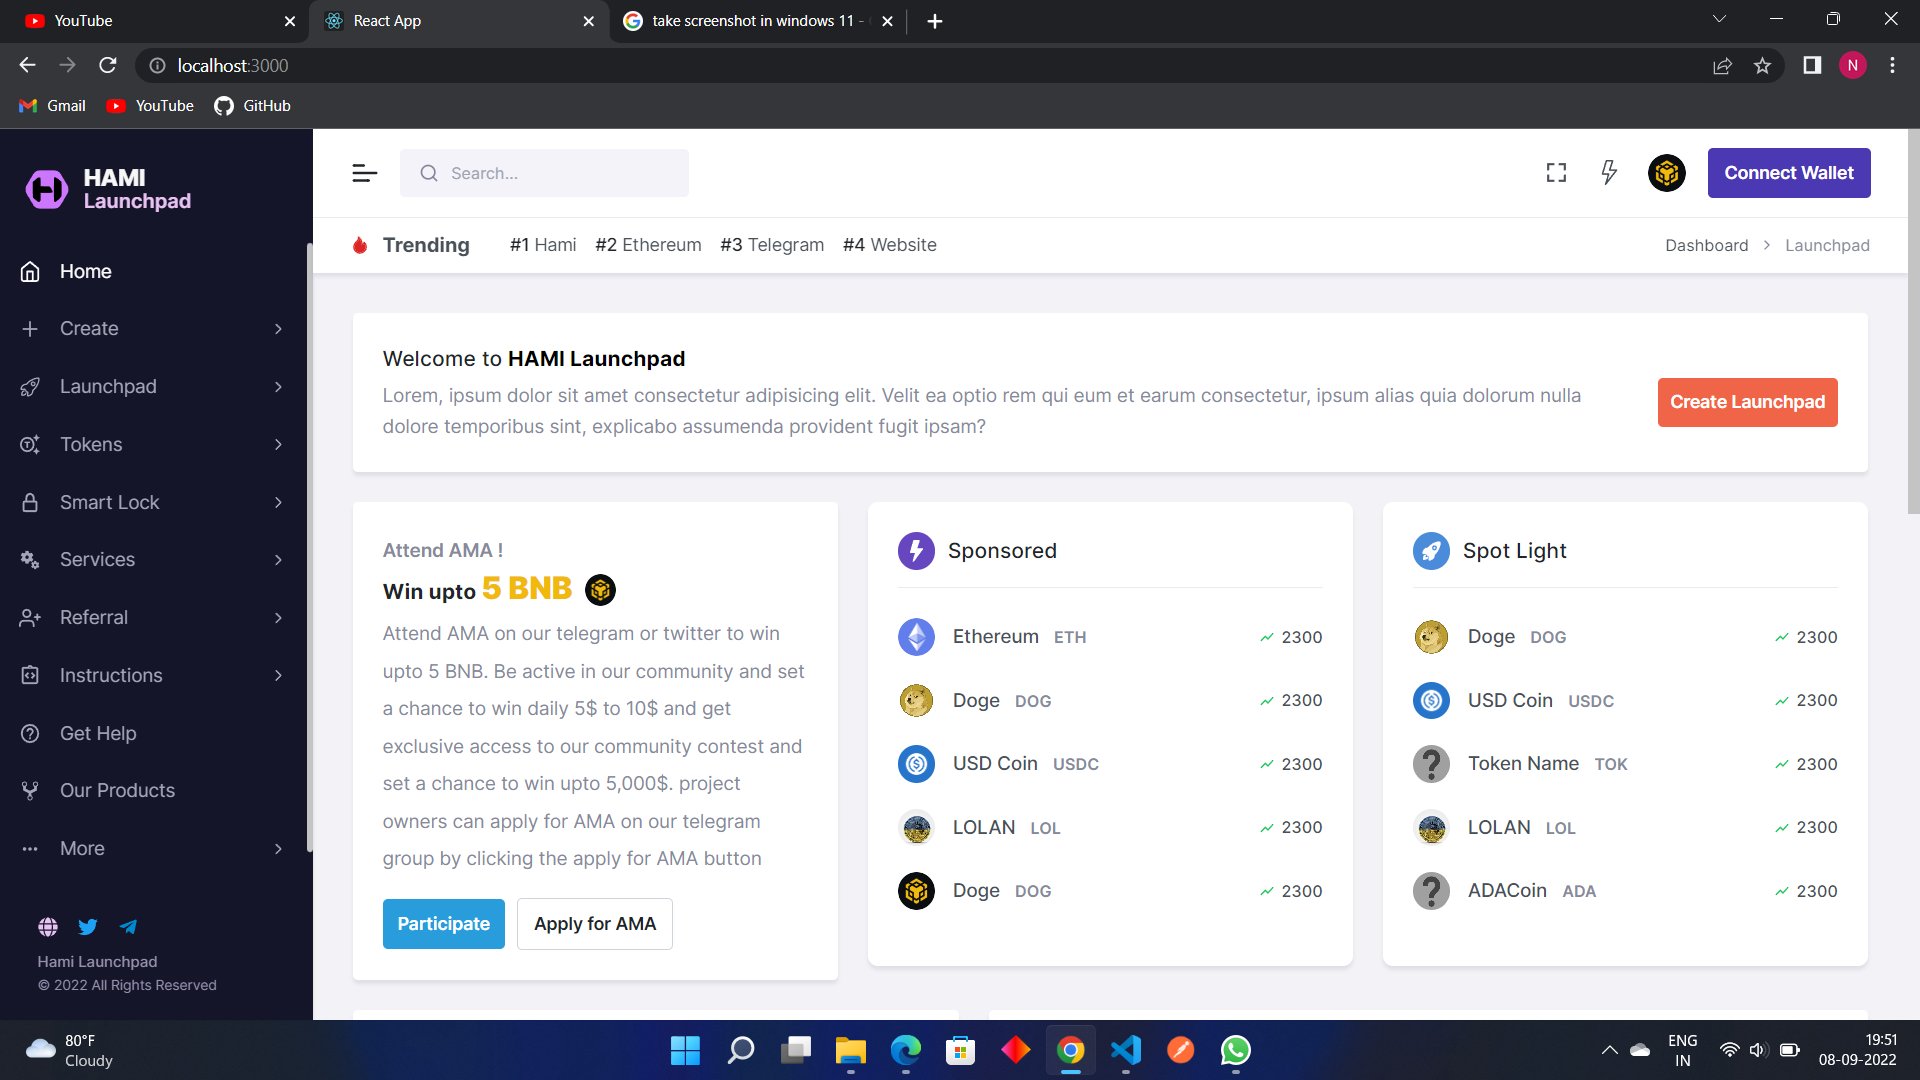 YouTube
React App
take screenshot in windows 11 -
localhost:3000
N
Gmail
YouTube
GitHub
HAMI
Launchpad
Search...
Connect Wallet
Trending
#1 Hami
#2 Ethereum
#3 Telegram
#4 Website
Dashboard > Launchpad
Home
Create
Launchpad
Tokens
Smart Lock
Services
Referral
Instructions
Get Help
Our Products
More
Hami Launchpad
© 2022 All Rights Reserved
Welcome to HAMI Launchpad
Lorem, ipsum dolor sit amet consectetur adipisicing elit. Velit ea optio rem qui eum et earum consectetur, ipsum alias quia dolorum nulla
dolore temporibus sint, explicabo assumenda provident fugit ipsam?
Create Launchpad
Attend AMA !
Win upto 5 BNB
Attend AMA on our telegram or twitter to win
upto 5 BNB. Be active in our community and set
a chance to win daily 5$ to 10$ and get
exclusive access to our community contest and
set a chance to win upto 5,000$. project
owners can apply for AMA on our telegram
group by clicking the apply for AMA button
Participate
Apply for AMA
Sponsored
Ethereum ETH 2300
Doge DOG 2300
USD Coin USDC 2300
LOLAN LOL 2300
Doge DOG 2300
Spot Light
Doge DOG 2300
USD Coin USDC 2300
Token Name TOK 2300
LOLAN LOL 2300
ADACoin ADA 2300
80°F
Cloudy
ENG
IN
19:51
08-09-2022